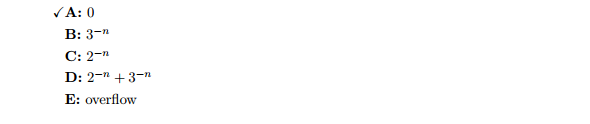 ✓A: 0
B: 3⁻ⁿ
C: 2⁻ⁿ
D: 2⁻ⁿ + 3⁻ⁿ
E: overflow